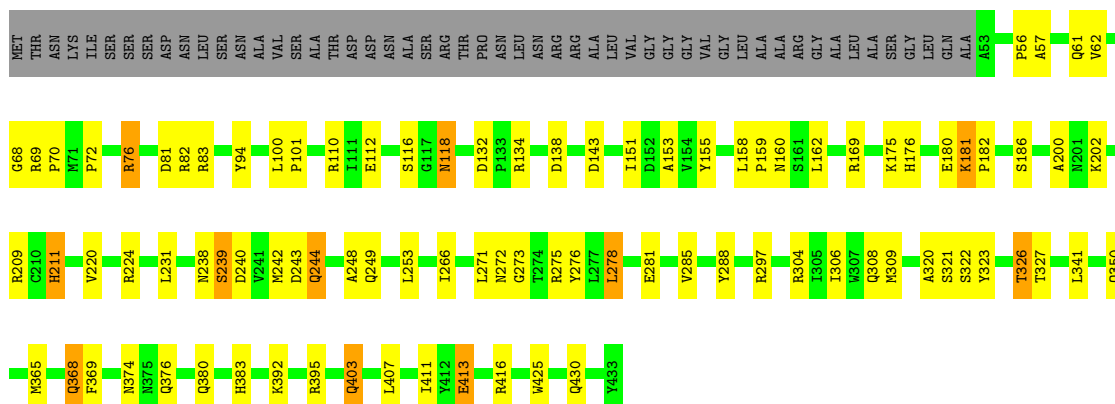 MET THR ASN LYS ILE SER SER SER ASP ASN LEU SER ASN ALA VAL SER ALA THR ASP ASP ASN ALA SER ARG THR PRO ASN LEU ASN ARG ARG ALA LEU VAL GLY GLY GLY VAL GLY LEU ALA ALA ARG GLY ALA LEU ALA SER GLY LEU GLN ALA A53 P56 A57 Q61 V62
G68 R69 P70 M71 P72 R76 D81 R82 R83 Y94 L100 P101 R110 I111 E112 S116 G117 N118 D132 P133 R134 D138 D143 I151 D152 A153 V154 Y155 L158 P159 N160 S161 L162 R169 K175 H176 E180 K181 P182 S186 A200 N201 K202
R209 C210 H211 V220 R224 L231 N238 S239 D240 V241 M242 D243 Q244 A248 Q249 L253 I266 L271 N272 G273 T274 R275 Y276 L277 L278 E281 V285 Y288 R297 R304 I305 I306 W307 Q308 M309 A320 S321 S322 Y323 T326 T327 L341
M365 Q368 F369 N374 N375 Q376 Q380 H383 K392 R395 Q403 L407 I411 Y412 E413 R416 W425 Q430 Y433